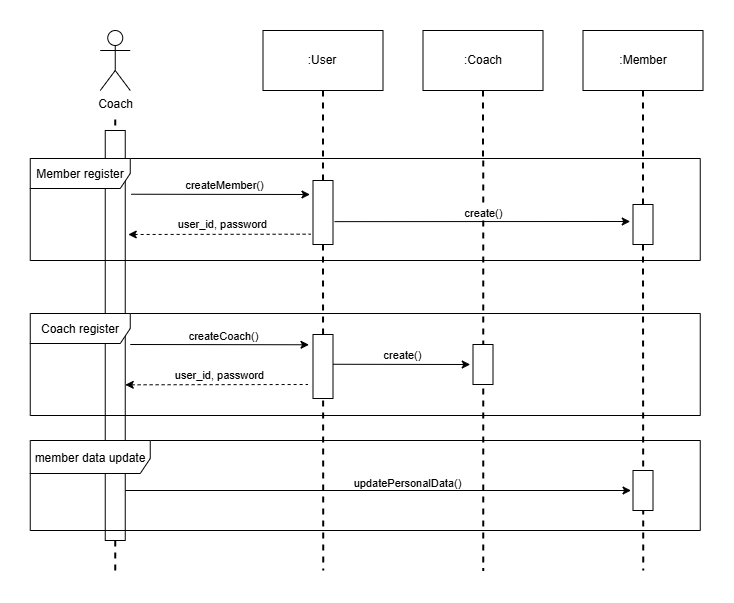 :User
:Coach
:Member
Coach
Member register
createMember()
create()
user_id, password
Coach register
createCoach()
create()
user_id, password
member data update
updatePersonalData()